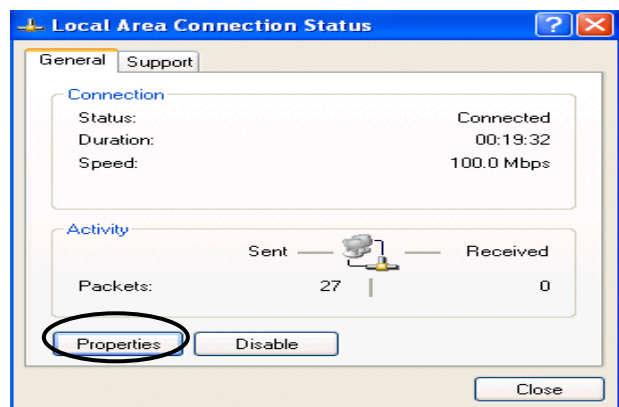 Local Area Connection Status
General Support
Connection
Status: Connected
Duration: 00:19:32
Speed: 100.0 Mbps
Activity
Sent Received
Packets: 27 0
Properties Disable
Close